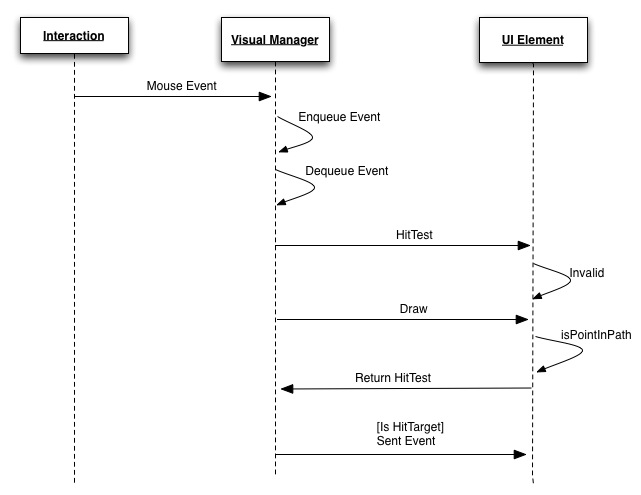 Interaction
Visual Manager
UI Element
Mouse Event
Enqueue Event
Dequeue Event
HitTest
Invalid
Draw
isPointInPath
Return HitTest
[Is HitTarget]
Sent Event